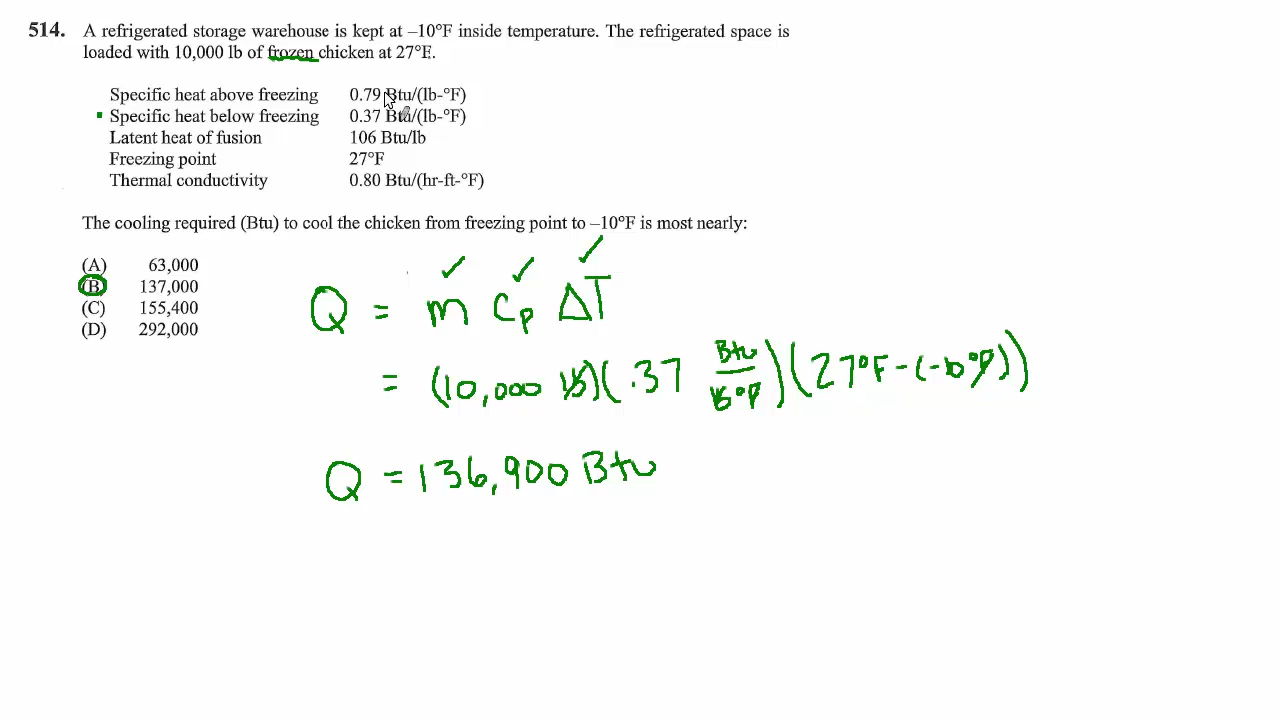 514. A refrigerated storage warehouse is kept at –10°F inside temperature. The refrigerated space is
loaded with 10,000 lb of frozen chicken at 27°F.
Specific heat above freezing 0.79 Btu/(lb-°F)
Specific heat below freezing 0.37 Btu/(lb-°F)
Latent heat of fusion 106 Btu/lb
Freezing point 27°F
Thermal conductivity 0.80 Btu/(hr-ft-°F)
The cooling required (Btu) to cool the chicken from freezing point to –10°F is most nearly:
(A) 63,000
(B) 137,000
(C) 155,400
(D) 292,000
Q = m Cp ΔT
= (10,000 lb)(.37 Btu/lb°F)(27°F-(-10°F))
Q = 136,900 Btu